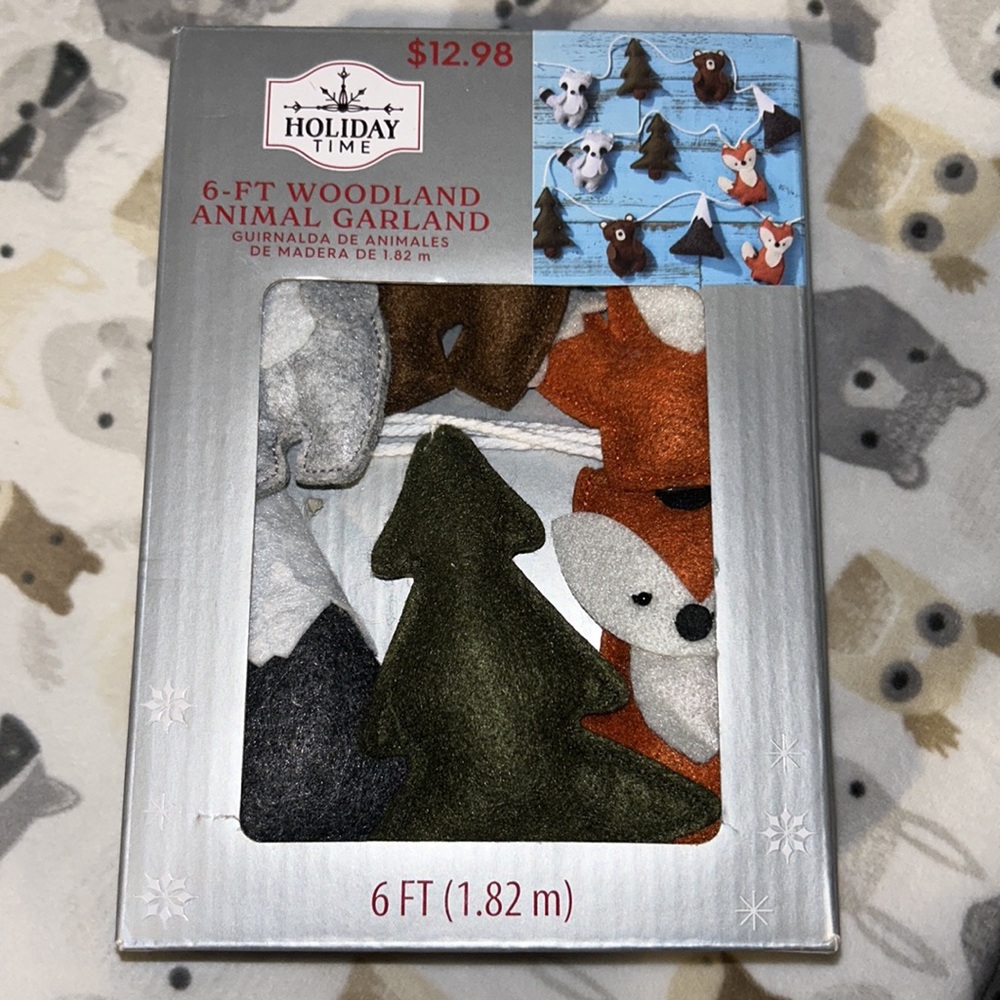 $12.98
HOLIDAY
TIME
6-FT WOODLAND
ANIMAL GARLAND
GUIRNALDA DE ANIMALES
DE MADERA DE 1.82 m
6 FT (1.82 m)